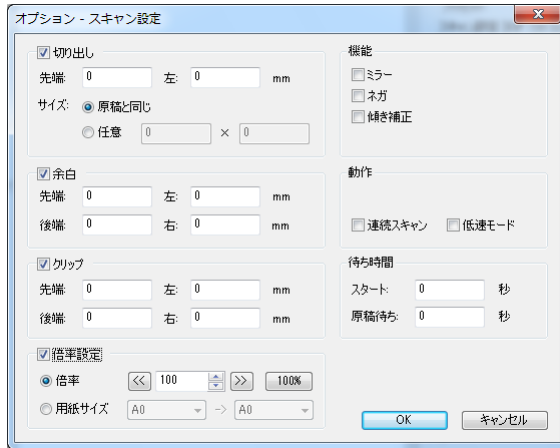 オプション - スキャン設定
切り出し
先端: 0 左: 0 mm
サイズ: 原稿と同じ
任意 0 × 0
余白
先端: 0 左: 0 mm
後端: 0 右: 0 mm
クリップ
先端: 0 左: 0 mm
後端: 0 右: 0 mm
倍率設定
倍率 << 100 >> 100%
用紙サイズ A0 -> A0
機能
ミラー
ネガ
傾き補正
動作
連続スキャン 低速モード
待ち時間
スタート: 0 秒
原稿待ち: 0 秒
OK キャンセル